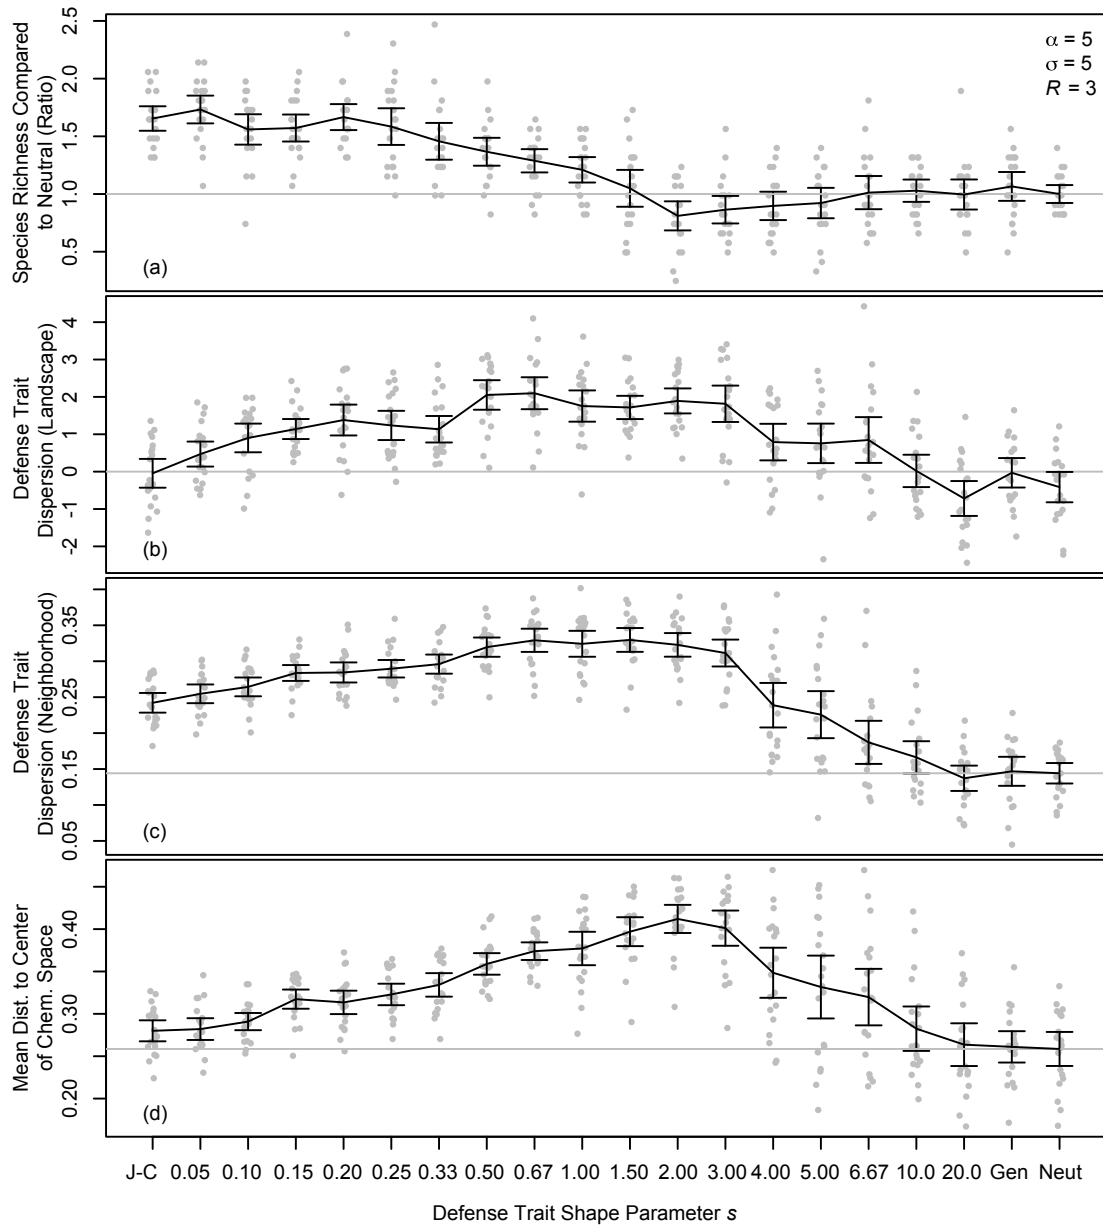 Species Richness Compared
to Neutral (Ratio)
2.5
2.0
1.5
1.0
0.5
α = 5
σ = 5
R = 3
(a)
Defense Trait
Dispersion (Landscape)
4
3
2
1
0
-1
-2
(b)
Defense Trait
Dispersion (Neighborhood)
0.35
0.25
0.15
0.05
(c)
Mean Dist. to Center
of Chem. Space
0.40
0.30
0.20
(d)
J-C 0.05 0.10 0.15 0.20 0.25 0.33 0.50 0.67 1.00 1.50 2.00 3.00 4.00 5.00 6.67 10.0 20.0 Gen Neut
Defense Trait Shape Parameter s